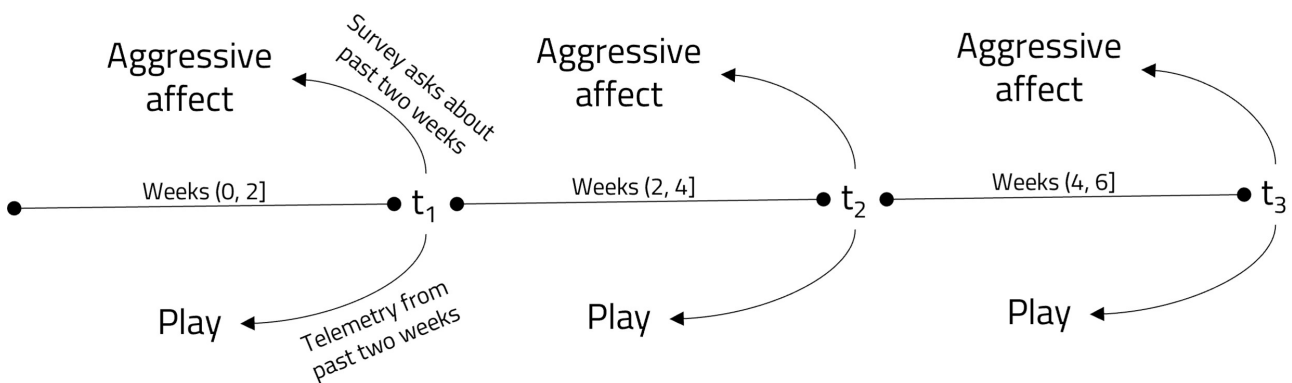 Aggressive
affect
Survey asks about
past two weeks
Aggressive
affect
Aggressive
affect
Weeks (0, 2]
t₁
Weeks (2, 4]
t₂
Weeks (4, 6]
t₃
Play
Telemetry from
past two weeks
Play
Play